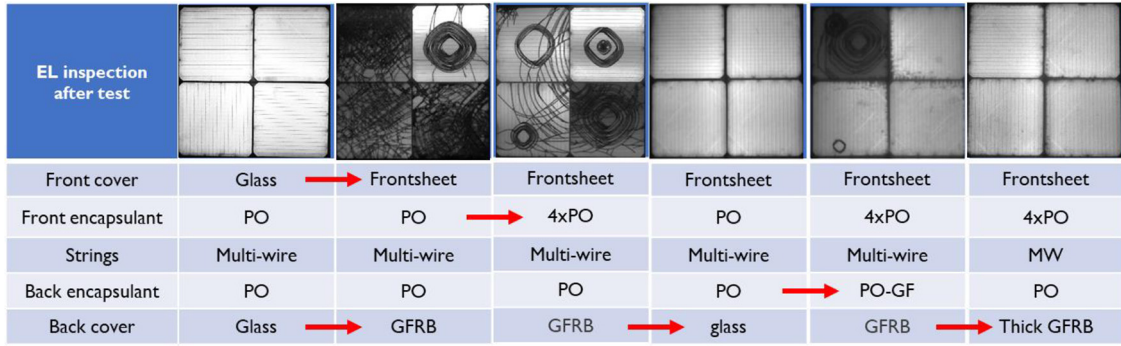 EL inspection
after test
Front cover Glass Frontsheet Frontsheet Frontsheet Frontsheet Frontsheet
Front encapsulant PO PO 4xPO PO 4xPO 4xPO
Strings Multi-wire Multi-wire Multi-wire Multi-wire Multi-wire MW
Back encapsulant PO PO PO PO PO-GF PO
Back cover Glass GFRB GFRB glass GFRB Thick GFRB